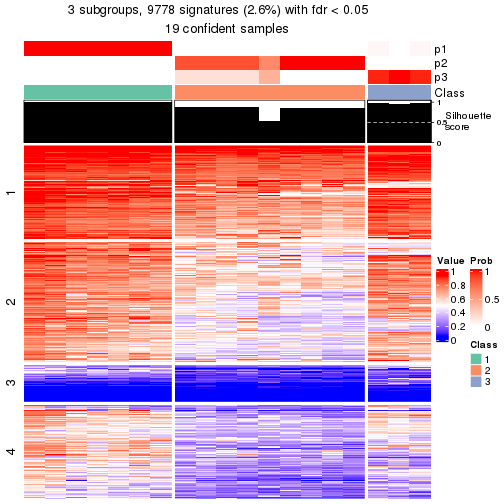 3 subgroups, 9778 signatures (2.6%) with fdr < 0.05
19 confident samples
p1
p2
p3
Class
1
0.5
0
Silhouette
score
1
2
3
4
Value
1
0.8
0.6
0.4
0.2
0
Prob
1
0.5
0
Class
1
2
3